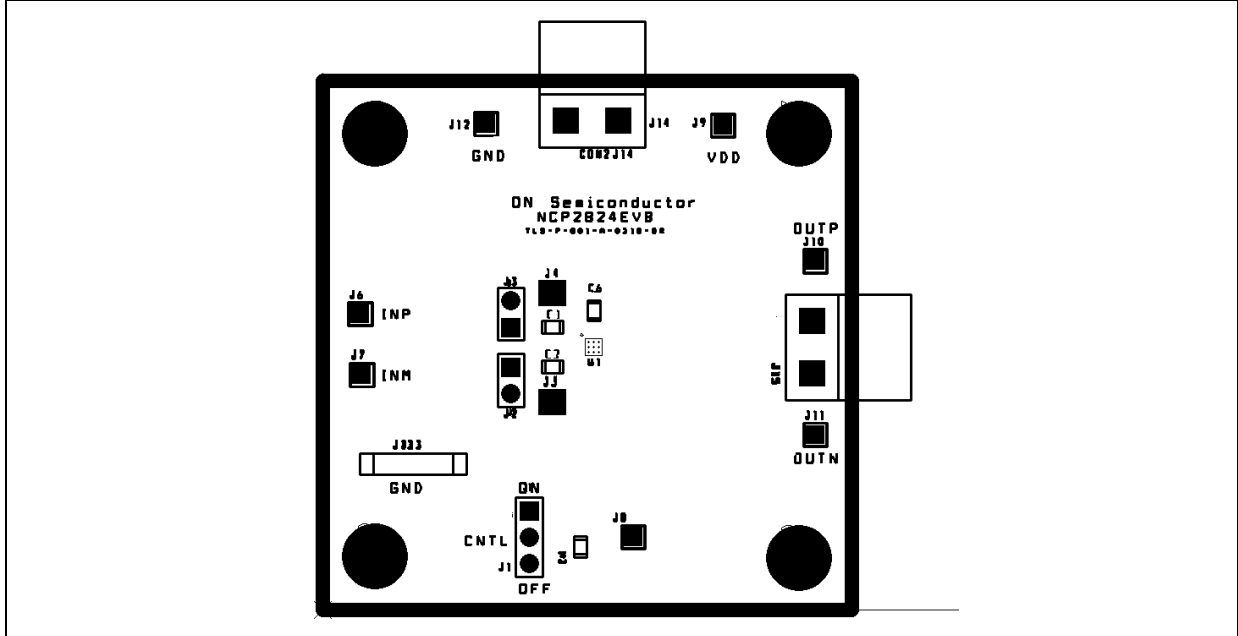 J12
GND
J14
CON2J14
J9
VDD
ON Semiconductor
NCP2824EVB
OUTP
J10
J4
C6
J6
INP
C1
J7
INM
C2
J3
J11
OUTN
J333
GND
ON
CNTL
J1
OFF
J8